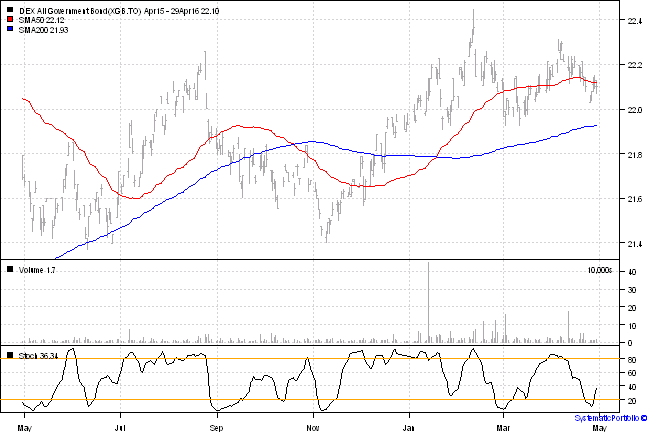 DEX All Government Bond(XGB.TO) Apr15 - 29Apr16 22.10
SMA50 22.12
SMA200 21.93
22.4
22.2
22.0
21.8
21.6
21.4
Volume 1.7
10,000s
40
30
20
10
0
Stoch 36.34
80
60
40
20
May
Jul
Sep
Nov
Jan
Mar
May
SystematicPortfolio ©